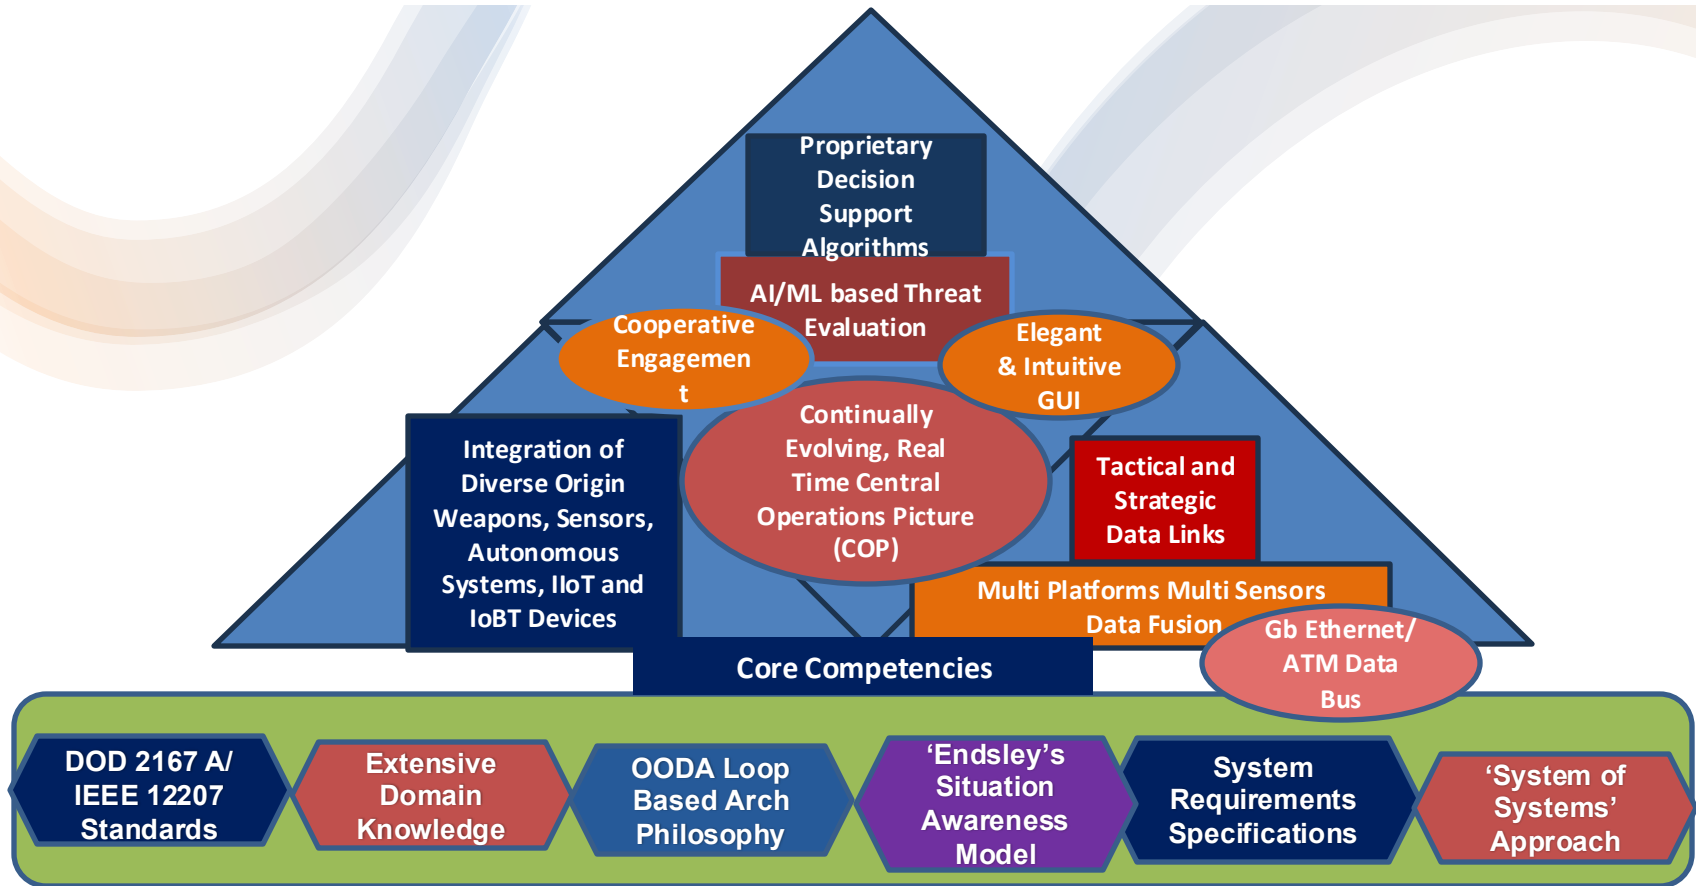 Proprietary
Decision
Support
Algorithms
AI/ML based Threat
Evaluation
Cooperative
Engagemen
t
Elegant
& Intuitive
GUI
Continually
Evolving, Real
Time Central
Operations Picture
(COP)
Integration of
Diverse Origin
Weapons, Sensors,
Autonomous
Systems, IIoT and
IoBT Devices
Tactical and
Strategic
Data Links
Multi Platforms Multi Sensors
Data Fusion
Gb Ethernet/
ATM Data
Bus
Core Competencies
DOD 2167 A/
IEEE 12207
Standards
Extensive
Domain
Knowledge
OODA Loop
Based Arch
Philosophy
‘Endsley’s
Situation
Awareness
Model
System
Requirements
Specifications
‘System of
Systems’
Approach